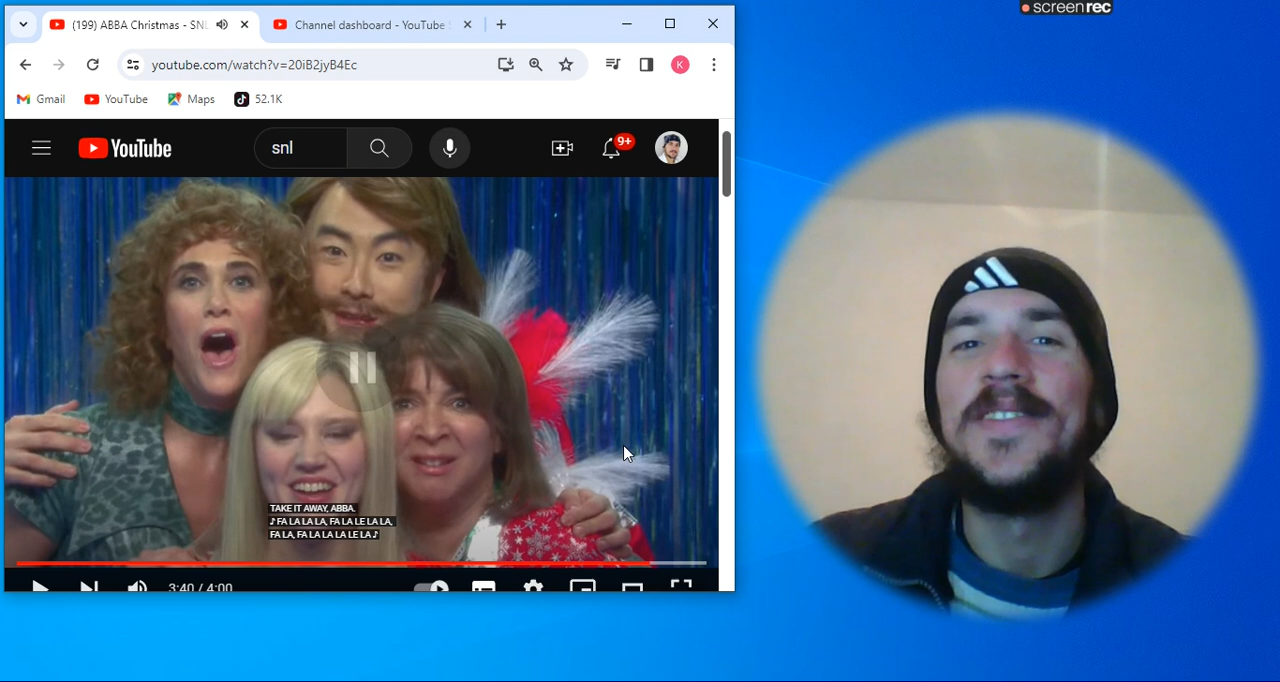 screenrec
(199) ABBA Christmas - SNL
Channel dashboard - YouTube
youtube.com/watch?v=20iB2jyB4Ec
K
Gmail
YouTube
Maps
52.1K
YouTube
snl
9+
TAKE IT AWAY, ABBA.
♪ FA LA LA LA, FA LA LE LA LA,
FA LA, FA LA LA LA LE LA ♪
3:40 / 4:00